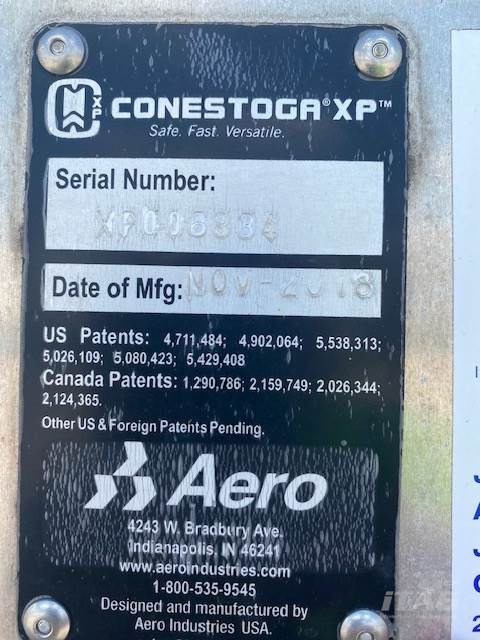 XP CONESTOGA® XP™
Safe. Fast. Versatile.
Serial Number:
Date of Mfg: NOV-2018
US Patents: 4,711,484; 4,902,064; 5,538,313;
5,026,109; 5,080,423; 5,429,408
Canada Patents: 1,290,786; 2,159,749; 2,026,344;
2,124,365.
Other US & Foreign Patents Pending.
Aero
4243 W. Bradbury Ave.
Indianapolis, IN 46241
www.aeroindustries.com
1-800-535-9545
Designed and manufactured by
Aero Industries USA.